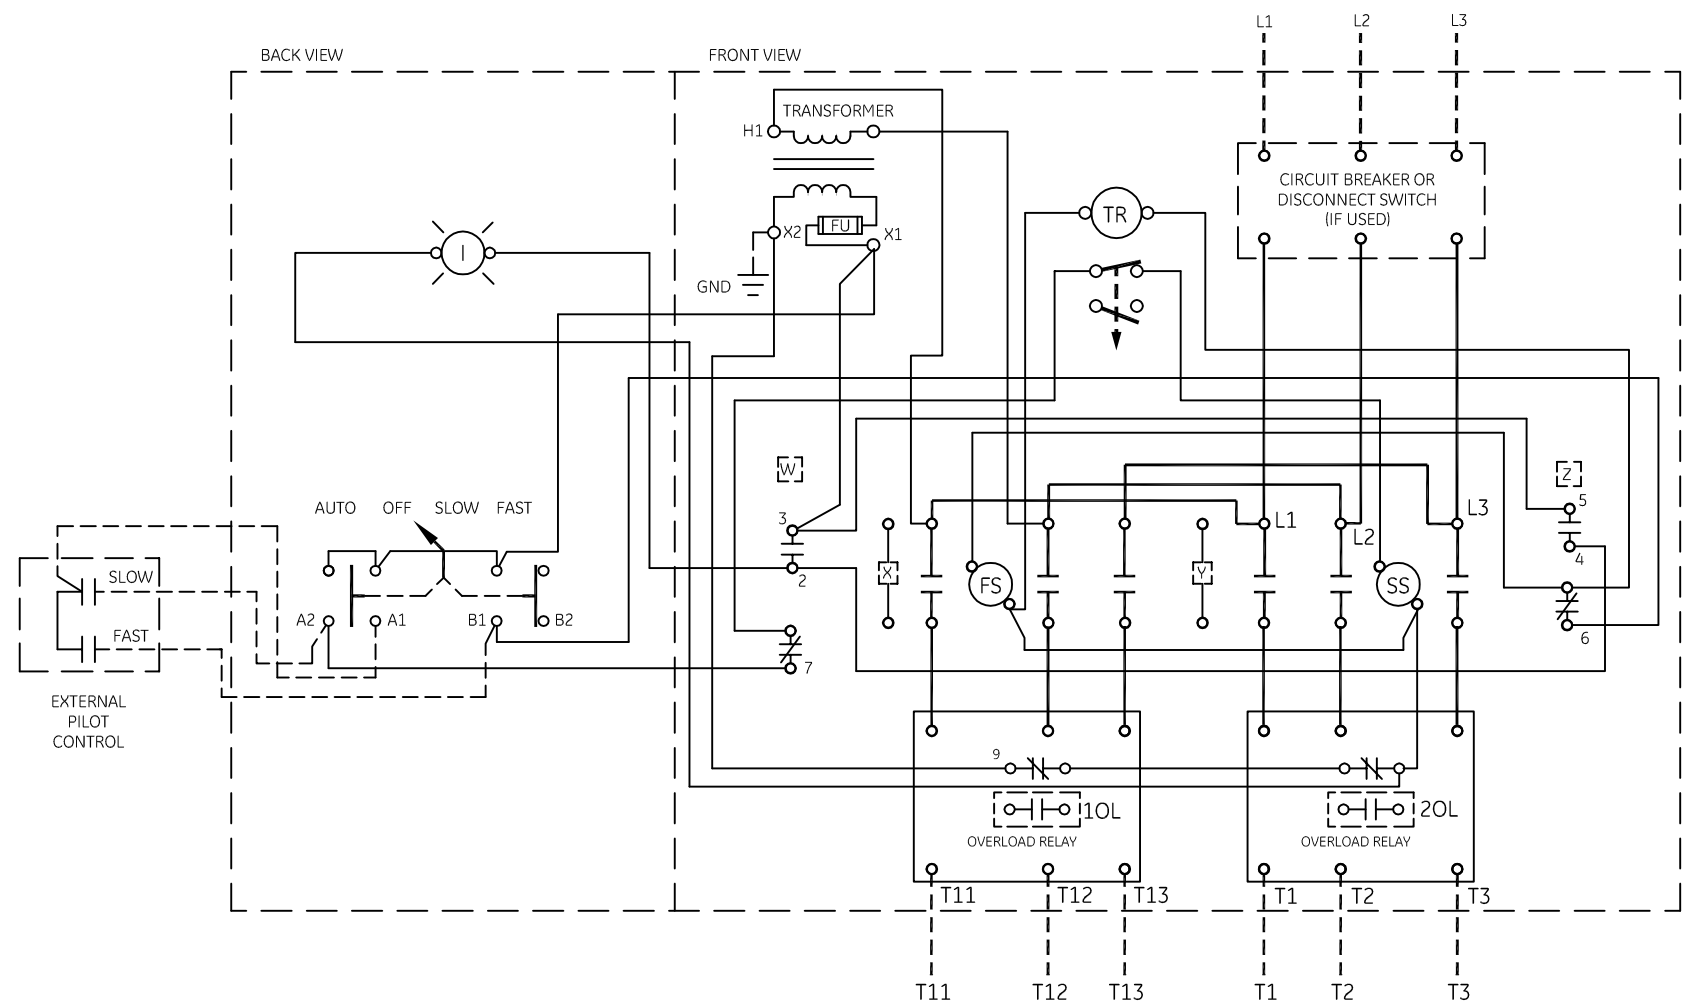 L1 L2 L3
BACK VIEW
FRONT VIEW
TRANSFORMER
H1
CIRCUIT BREAKER OR
DISCONNECT SWITCH
(IF USED)
FU
X2
X1
TR
I
GND
W
Z
3
5
L1
L2
L3
AUTO OFF SLOW FAST
2
4
X
Y
FS
SS
SLOW
FAST
A2
A1
B1
B2
6
7
EXTERNAL
PILOT
CONTROL
9
1OL
2OL
OVERLOAD RELAY
OVERLOAD RELAY
T11 T12 T13 T1 T2 T3
T11 T12 T13 T1 T2 T3